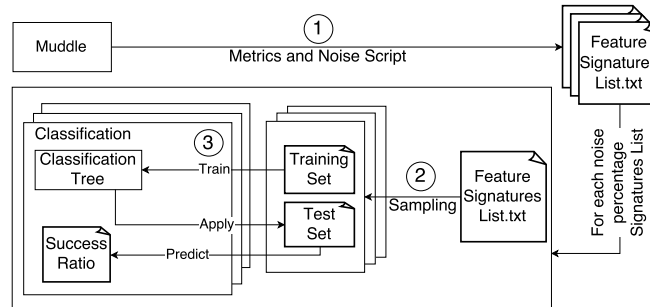 Muddle
1
Metrics and Noise Script
Feature
Signatures
List.txt
For each noise
percentage
Signatures List
Classification
3
Classification
Tree
Train
Training
Set
2
Sampling
Feature
Signatures
List.txt
Apply
Test
Set
Success
Ratio
Predict